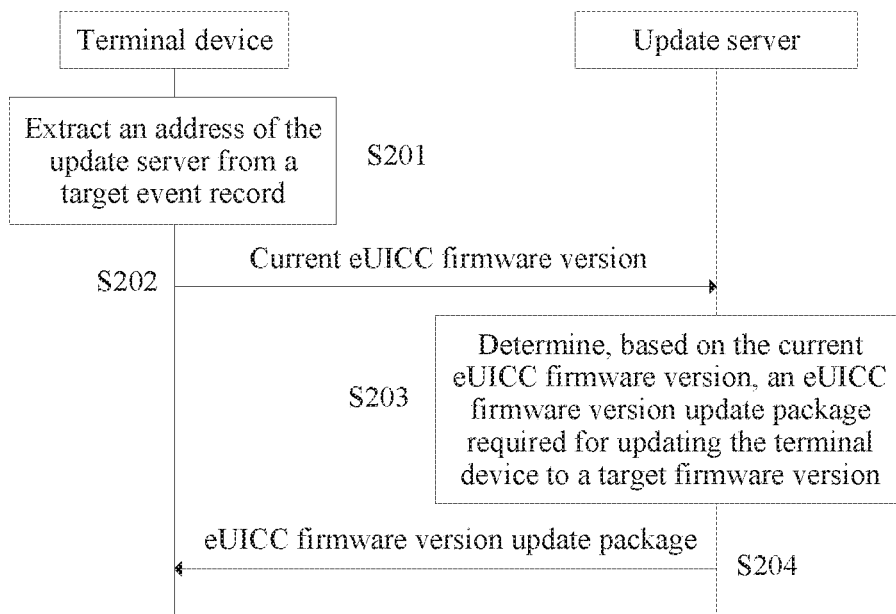 Terminal device
Update server
Extract an address of the
update server from a
target event record
S201
Current eUICC firmware version
S202
Determine, based on the current
eUICC firmware version, an eUICC
firmware version update package
required for updating the terminal
device to a target firmware version
S203
eUICC firmware version update package
S204